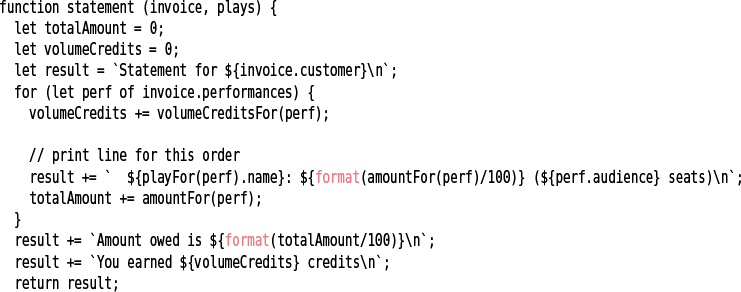 function statement (invoice, plays) {
  let totalAmount = 0;
  let volumeCredits = 0;
  let result = `Statement for ${invoice.customer}\n`;
  for (let perf of invoice.performances) {
    volumeCredits += volumeCreditsFor(perf);

    // print line for this order
    result += `  ${playFor(perf).name}: ${format(amountFor(perf)/100)} (${perf.audience} seats)\n`;
    totalAmount += amountFor(perf);
  }
  result += `Amount owed is ${format(totalAmount/100)}\n`;
  result += `You earned ${volumeCredits} credits\n`;
  return result;